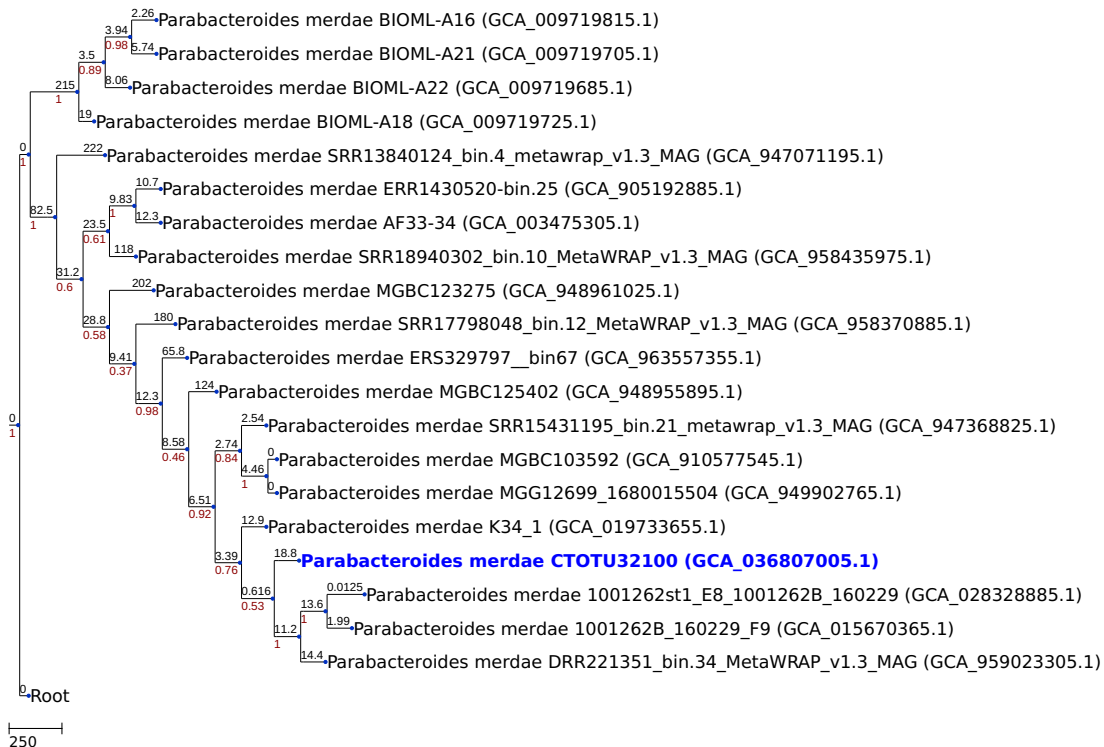 2.26 Parabacteroides merdae BIOML-A16 (GCA_009719815.1)
3.94
0.98
5.74 Parabacteroides merdae BIOML-A21 (GCA_009719705.1)
3.5
0.89
8.06 Parabacteroides merdae BIOML-A22 (GCA_009719685.1)
215
1
19 Parabacteroides merdae BIOML-A18 (GCA_009719725.1)
0
1
222 Parabacteroides merdae SRR13840124_bin.4_metawrap_v1.3_MAG (GCA_947071195.1)
10.7 Parabacteroides merdae ERR1430520-bin.25 (GCA_905192885.1)
82.5
1
9.83
1
12.3 Parabacteroides merdae AF33-34 (GCA_003475305.1)
23.5
0.61
118 Parabacteroides merdae SRR18940302_bin.10_MetaWRAP_v1.3_MAG (GCA_958435975.1)
31.2
0.6
202 Parabacteroides merdae MGBC123275 (GCA_948961025.1)
28.8
0.58
180 Parabacteroides merdae SRR17798048_bin.12_MetaWRAP_v1.3_MAG (GCA_958370885.1)
9.41
0.37
65.8 Parabacteroides merdae ERS329797__bin67 (GCA_963557355.1)
12.3
0.98
124 Parabacteroides merdae MGBC125402 (GCA_948955895.1)
0
1
8.58
0.46
2.54 Parabacteroides merdae SRR15431195_bin.21_metawrap_v1.3_MAG (GCA_947368825.1)
2.74
0.84
0 Parabacteroides merdae MGBC103592 (GCA_910577545.1)
4.46
1
0 Parabacteroides merdae MGG12699_1680015504 (GCA_949902765.1)
6.51
0.92
12.9 Parabacteroides merdae K34_1 (GCA_019733655.1)
3.39
0.76
18.8 Parabacteroides merdae CTOTU32100 (GCA_036807005.1)
0.616
0.53
0.0125 Parabacteroides merdae 1001262st1_E8_1001262B_160229 (GCA_028328885.1)
13.6
1
1.99 Parabacteroides merdae 1001262B_160229_F9 (GCA_015670365.1)
11.2
1
14.4 Parabacteroides merdae DRR221351_bin.34_MetaWRAP_v1.3_MAG (GCA_959023305.1)
0 Root
250